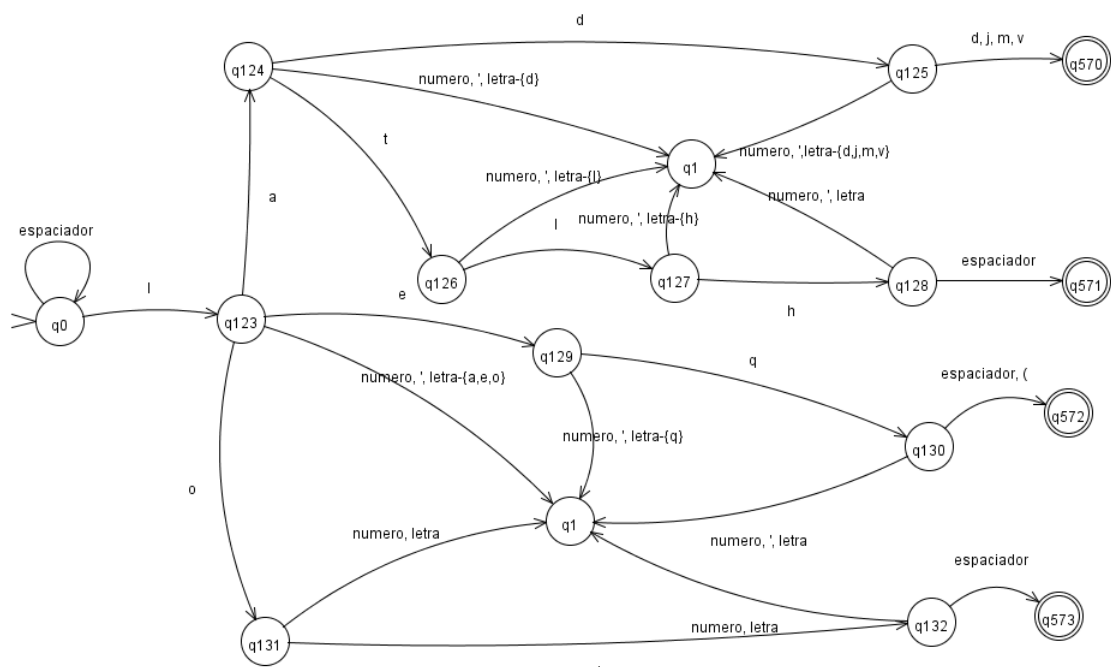 d
d, j, m, v
q124
q125
q570
numero, ', letra-{d}
t
numero, ',letra-{d,j,m,v}
q1
numero, ', letra-{l}
numero, ', letra
a
numero, ', letra-{h}
l
espaciador
espaciador
q126
q127
q128
q571
e
l
h
q0
q123
q129
q
espaciador, (
numero, ', letra-{a,e,o}
q572
numero, ', letra-{q}
q130
o
q1
numero, letra
numero, ', letra
espaciador
q131
numero, letra
q132
q573